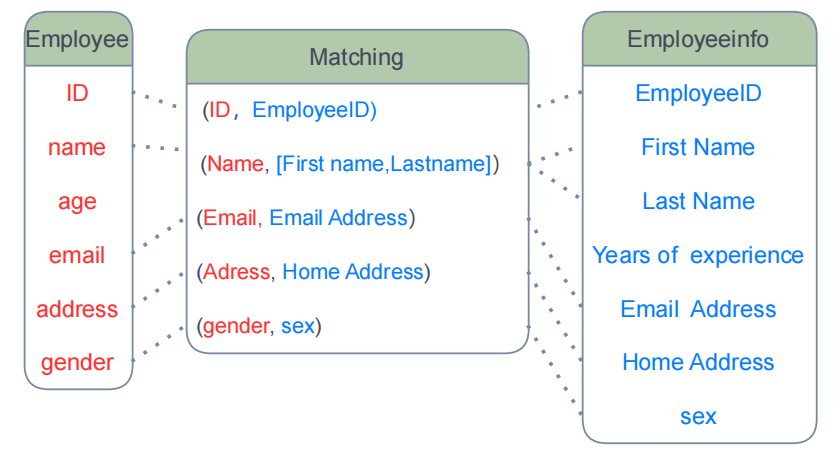 Employee
ID
name
age
email
address
gender
Matching
(ID, EmployeeID)
(Name, [First name,Lastname])
(Email, Email Address)
(Adress, Home Address)
(gender, sex)
Employeeinfo
EmployeeID
First Name
Last Name
Years of experience
Email Address
Home Address
sex